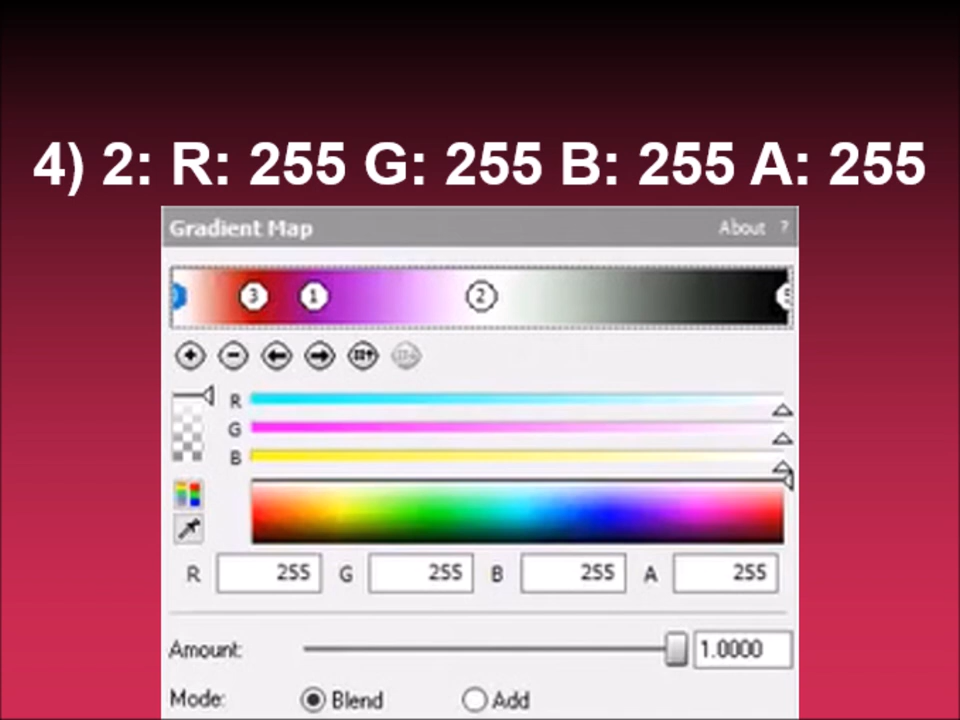 4) 2: R: 255 G: 255 B: 255 A: 255
Gradient Map About ?
3 1 2
R
G
B
R 255 G 255 B 255 A 255
Amount: 1.0000
Mode: Blend Add